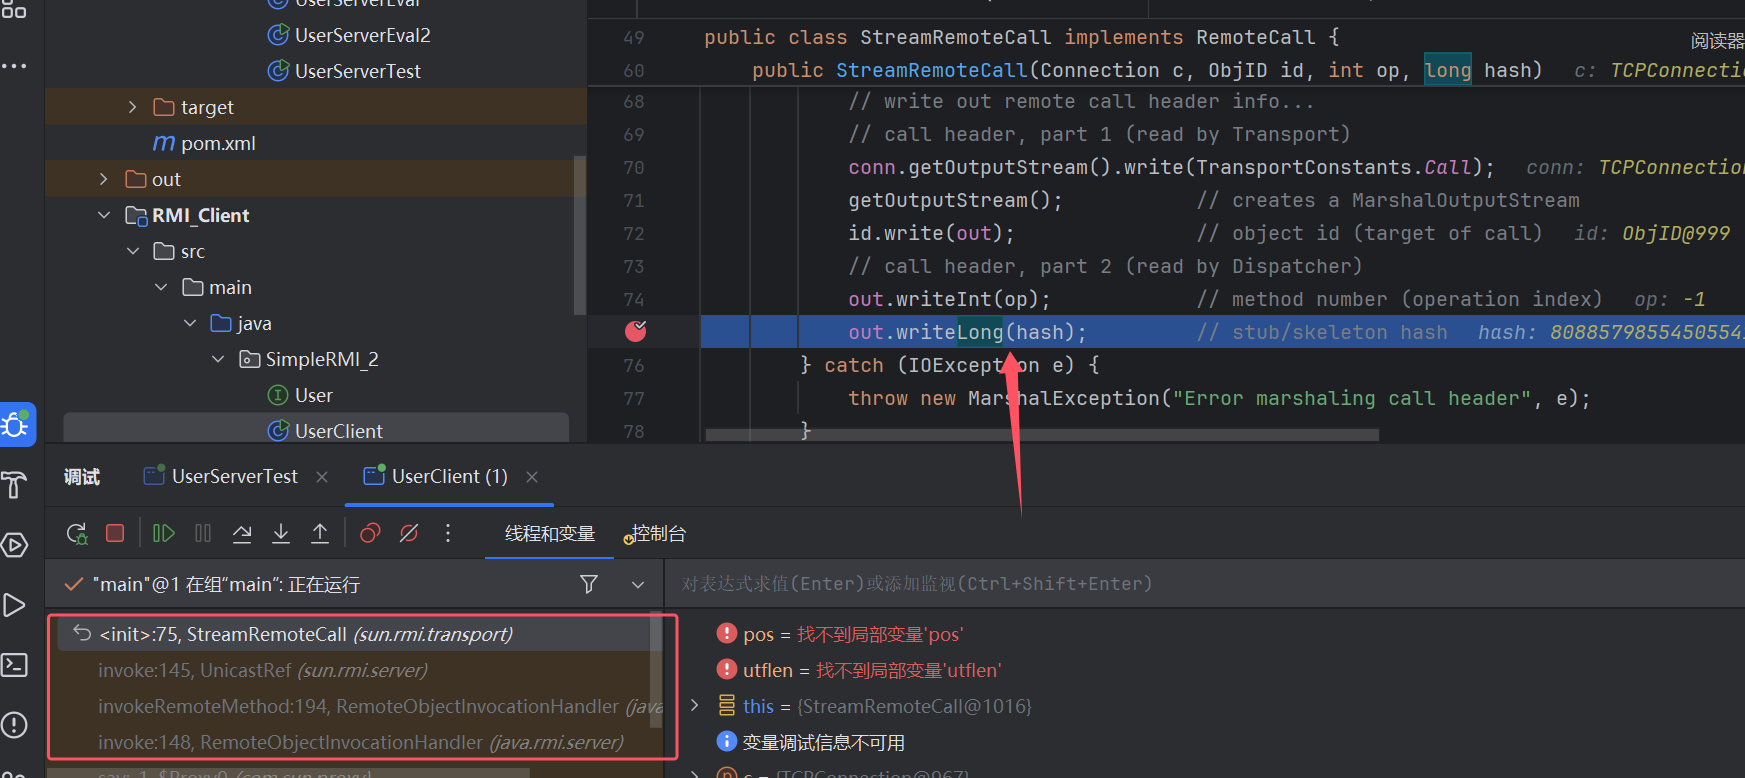 UserServerEval
UserServerEval2
UserServerTest
target
pom.xml
out
RMI_Client
src
main
java
SimpleRMI_2
User
UserClient
49 public class StreamRemoteCall implements RemoteCall {
阅读器
60 public StreamRemoteCall(Connection c, ObjID id, int op, long hash) c: TCPConnecti
68 // write out remote call header info...
69 // call header, part 1 (read by Transport)
70 conn.getOutputStream().write(TransportConstants.Call); conn: TCPConnection
71 getOutputStream(); // creates a MarshalOutputStream
72 id.write(out); // object id (target of call) id: ObjID@999
73 // call header, part 2 (read by Dispatcher)
74 out.writeInt(op); // method number (operation index) op: -1
out.writeLong(hash); // stub/skeleton hash hash: 8088579855450554
76 } catch (IOException e) {
77 throw new MarshalException("Error marshaling call header", e);
78 }
调试 UserServerTest UserClient (1)
线程和变量 控制台
"main"@1 在组"main": 正在运行
对表达式求值(Enter)或添加监视(Ctrl+Shift+Enter)
<init>:75, StreamRemoteCall (sun.rmi.transport)
invoke:145, UnicastRef (sun.rmi.server)
invokeRemoteMethod:194, RemoteObjectInvocationHandler (java
invoke:148, RemoteObjectInvocationHandler (java.rmi.server)
say:-1, $Proxy0 (com.sun.proxy)
pos = 找不到局部变量'pos'
utflen = 找不到局部变量'utflen'
this = {StreamRemoteCall@1016}
变量调试信息不可用
c = {TCPConnection@967}